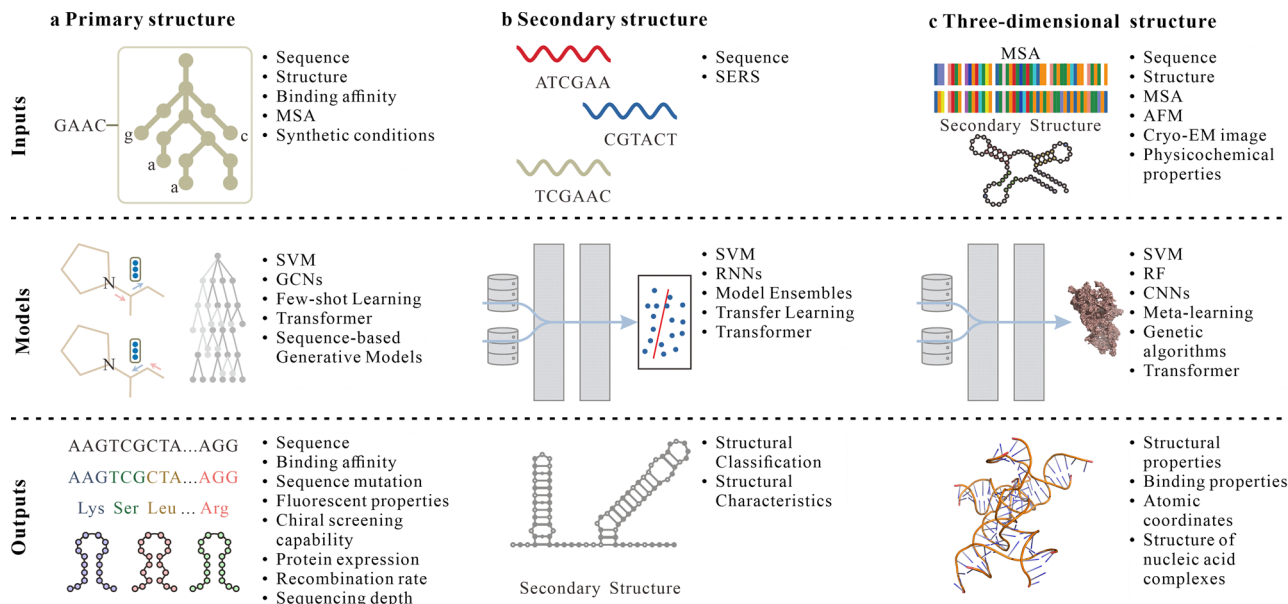 a Primary structure
b Secondary structure
c Three-dimensional structure
Inputs
GAAC
g
c
a
a
• Sequence
• Structure
• Binding affinity
• MSA
• Synthetic conditions
ATCGAA
CGTACT
TCGAAC
• Sequence
• SERS
MSA
Secondary Structure
• Sequence
• Structure
• MSA
• AFM
• Cryo-EM image
• Physicochemical
properties
Models
N
N
• SVM
• GCNs
• Few-shot Learning
• Transformer
• Sequence-based
Generative Models
• SVM
• RNNs
• Model Ensembles
• Transfer Learning
• Transformer
• SVM
• RF
• CNNs
• Meta-learning
• Genetic
algorithms
• Transformer
Outputs
AAGTCGCTA...AGG
AAGTCGCTA...AGG
Lys Ser Leu ... Arg
• Sequence
• Binding affinity
• Sequence mutation
• Fluorescent properties
• Chiral screening
capability
• Protein expression
• Recombination rate
• Sequencing depth
Secondary Structure
• Structural
Classification
• Structural
Characteristics
• Structural
properties
• Binding properties
• Atomic
coordinates
• Structure of
nucleic acid
complexes